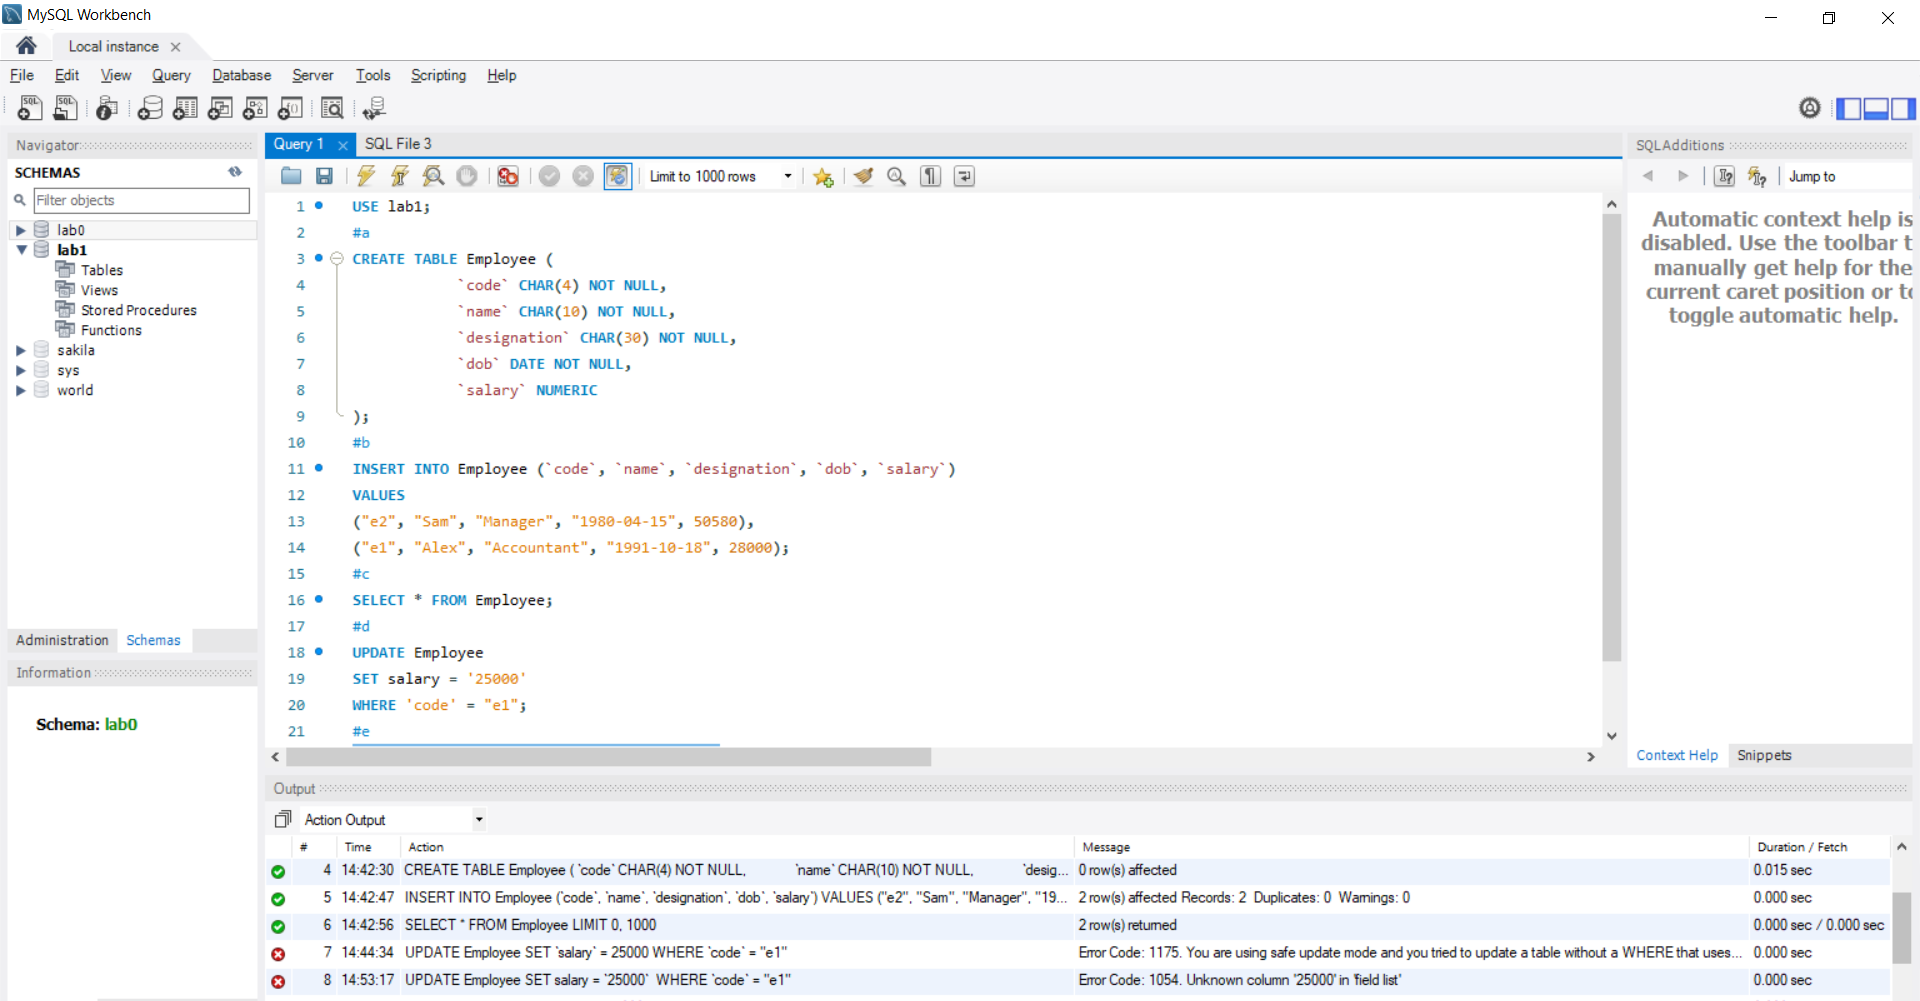 MySQL Workbench
Local instance
File Edit View Query Database Server Tools Scripting Help
Navigator
SCHEMAS
Filter objects
lab0
lab1
Tables
Views
Stored Procedures
Functions
sakila
sys
world
Administration Schemas
Information
Schema: lab0
Query 1 SQL File 3
Limit to 1000 rows
1 USE lab1;
2 #a
3 CREATE TABLE Employee (
4 `code` CHAR(4) NOT NULL,
5 `name` CHAR(10) NOT NULL,
6 `designation` CHAR(30) NOT NULL,
7 `dob` DATE NOT NULL,
8 `salary` NUMERIC
9 );
10 #b
11 INSERT INTO Employee (`code`, `name`, `designation`, `dob`, `salary`)
12 VALUES
13 ("e2", "Sam", "Manager", "1980-04-15", 50580),
14 ("e1", "Alex", "Accountant", "1991-10-18", 28000);
15 #c
16 SELECT * FROM Employee;
17 #d
18 UPDATE Employee
19 SET salary = '25000'
20 WHERE 'code' = "e1";
21 #e
SQLAdditions
Jump to
Automatic context help is
disabled. Use the toolbar t
manually get help for the
current caret position or to
toggle automatic help.
Context Help Snippets
Output
Action Output
# Time Action Message Duration / Fetch
4 14:42:30 CREATE TABLE Employee ( `code` CHAR(4) NOT NULL, `name` CHAR(10) NOT NULL, `desig... 0 row(s) affected 0.015 sec
5 14:42:47 INSERT INTO Employee (`code`, `name`, `designation`, `dob`, `salary`) VALUES ("e2", "Sam", "Manager", "19... 2 row(s) affected Records: 2 Duplicates: 0 Warnings: 0 0.000 sec
6 14:42:56 SELECT * FROM Employee LIMIT 0, 1000 2 row(s) returned 0.000 sec / 0.000 sec
7 14:44:34 UPDATE Employee SET `salary` = 25000 WHERE `code` = "e1" Error Code: 1175. You are using safe update mode and you tried to update a table without a WHERE that uses... 0.000 sec
8 14:53:17 UPDATE Employee SET salary = `25000` WHERE `code` = "e1" Error Code: 1054. Unknown column '25000' in 'field list' 0.000 sec